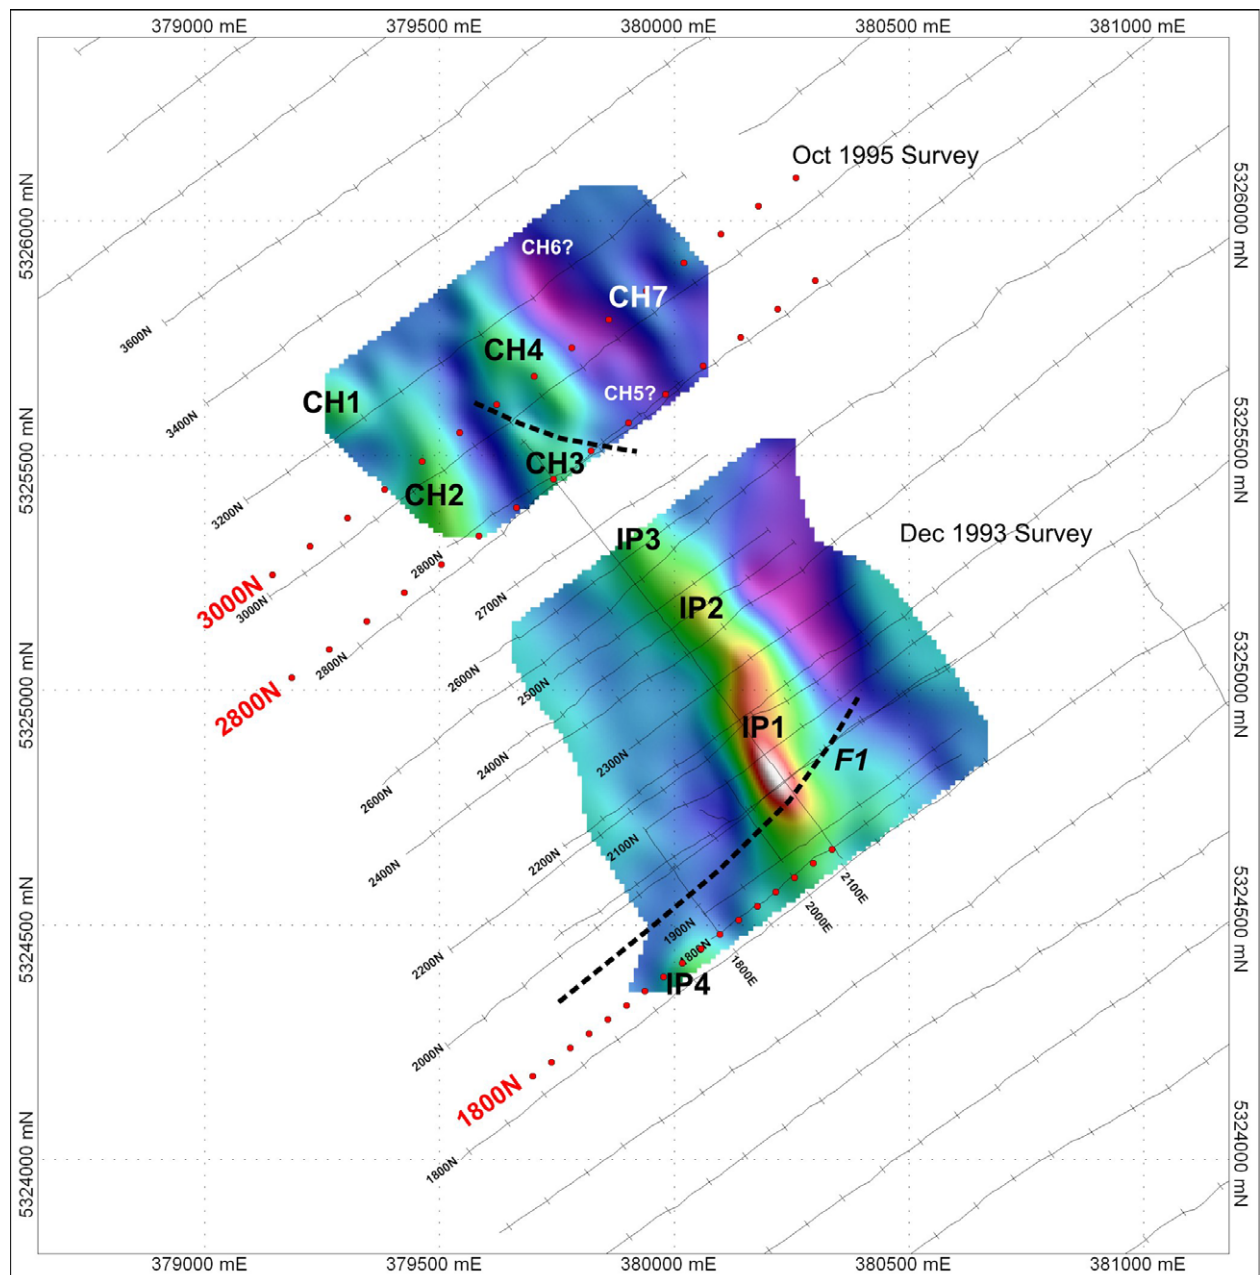 379000 mE
379500 mE
380000 mE
380500 mE
381000 mE
Oct 1995 Survey
5326000 mN
5326000 mN
CH6?
CH7
3600N
CH4
CH5?
CH1
3400N
5325500 mN
5325500 mN
CH3
CH2
3200N
Dec 1993 Survey
IP3
2800N
3000N
3000N
2700N
IP2
2800N
2600N
2800N
2500N
5325000 mN
5325000 mN
IP1
F1
2400N
2300N
2600N
2100N
2200N
2400N
2100E
2000E
5324500 mN
5324500 mN
1900N
1800N
1800E
2200N
IP4
2000N
1800N
1800N
5324000 mN
5324000 mN
379000 mE
379500 mE
380000 mE
380500 mE
381000 mE